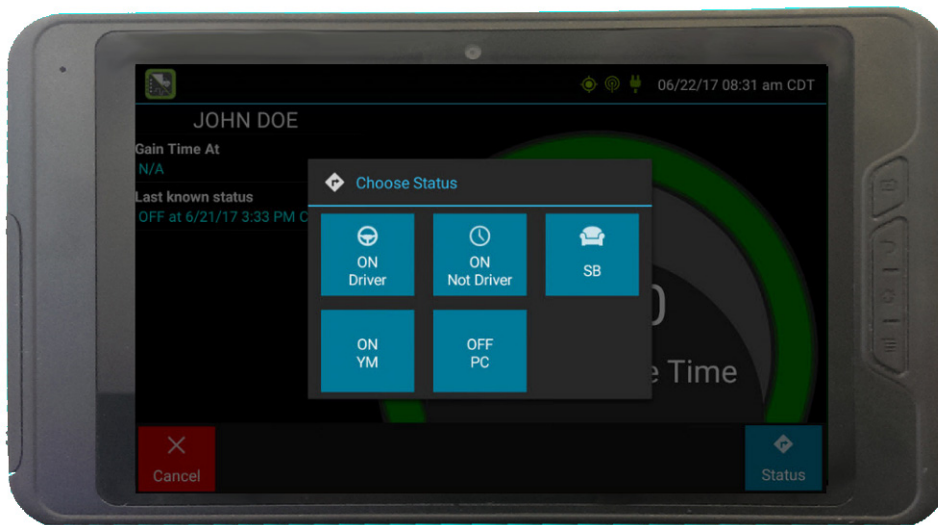 06/22/17 08:31 am CDT
JOHN DOE
Gain Time At
N/A
Last known status
OFF at 6/21/17 3:33 PM C
Choose Status
ON
Driver
ON
Not Driver
SB
ON
YM
OFF
PC
Time
Cancel
Status